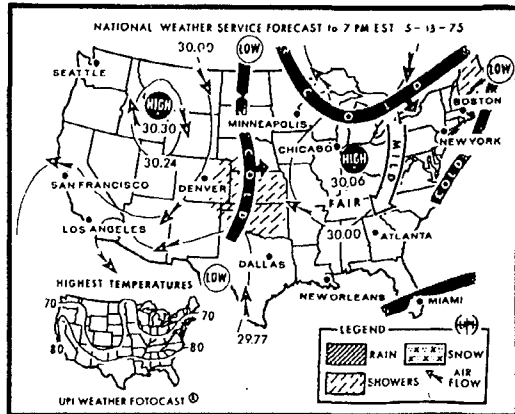 NATIONAL WEATHER SERVICE FORECAST to 7 PM EST 5-13-75
30.00
LOW
LOW
SEATTLE
COLD
BOSTON
HIGH
MINNEAPOLIS
NEW YORK
30.30
CHICAGO
HIGH
MILD
30.24
COLD
30.06
COLD
SAN FRANCISCO
DENVER
FAIR
LOS ANGELES
30.00
ATLANTA
LOW
DALLAS
HIGHEST TEMPERATURES
NEW ORLEANS
MIAMI
70
70
29.77
LEGEND
80
80
RAIN
SNOW
SHOWERS
AIR FLOW
UPI WEATHER FOTOCAST ©